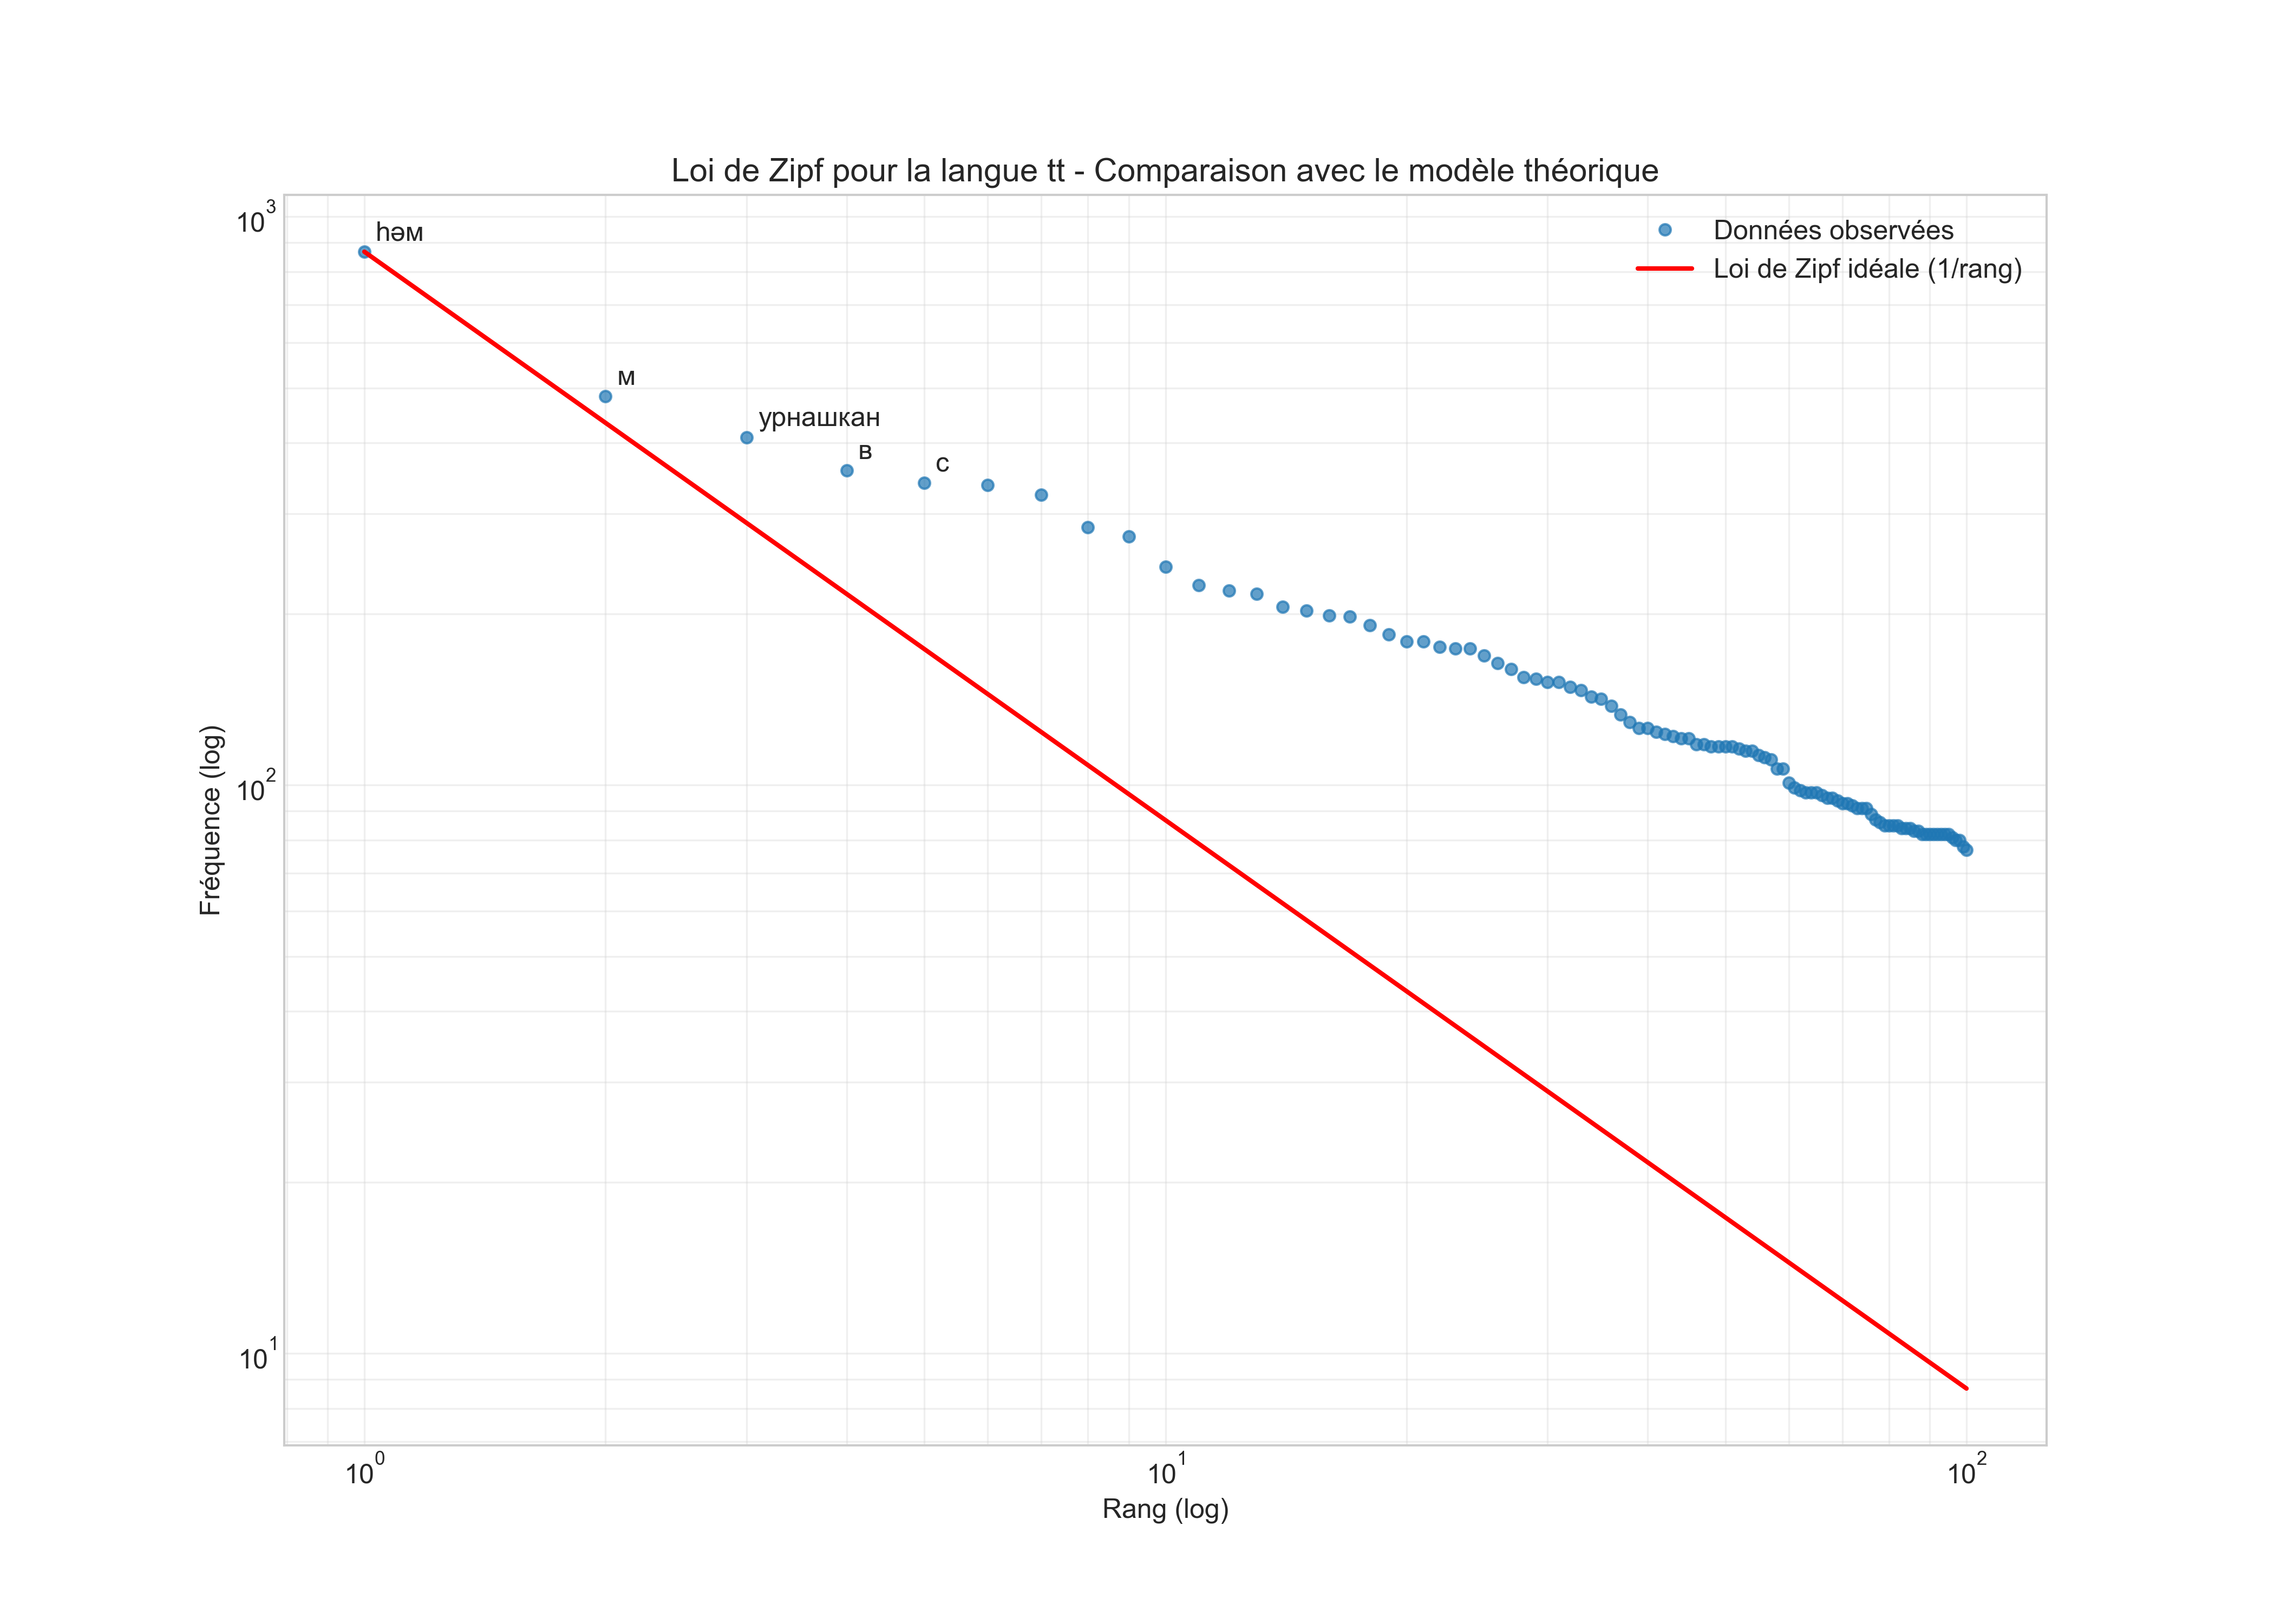 Loi de Zipf pour la langue tt - Comparaison avec le modèle théorique
10³
һәм
Données observées
Loi de Zipf idéale (1/rang)
м
урнашкан
в
с
Fréquence (log)
10²
10¹
10⁰
10¹
10²
Rang (log)